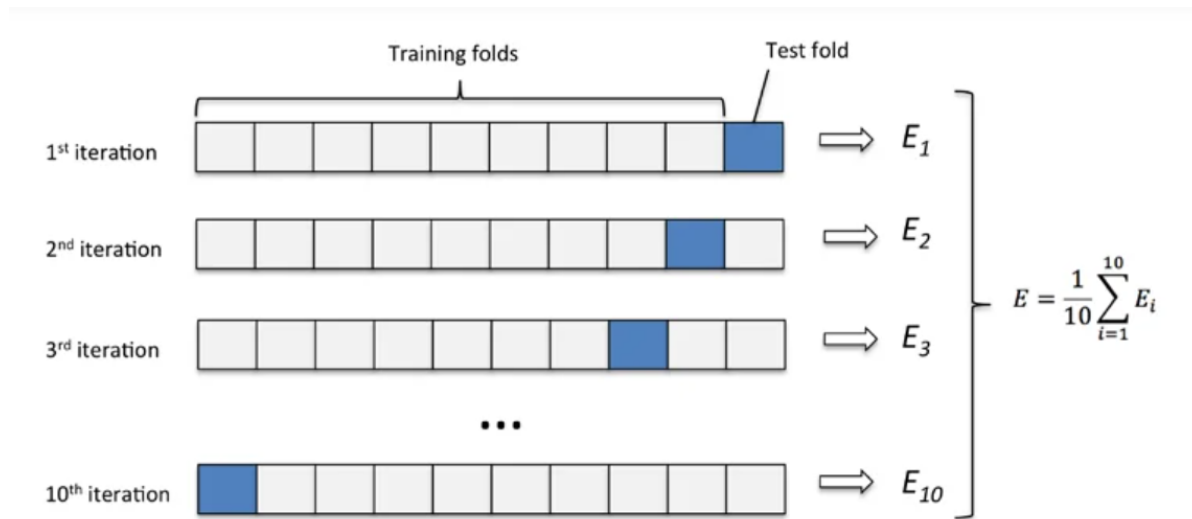 Training folds
Test fold
1st iteration
E1
2nd iteration
E2
3rd iteration
E3
...
10th iteration
E10
E = 1/10 ∑_{i=1}^{10} Ei